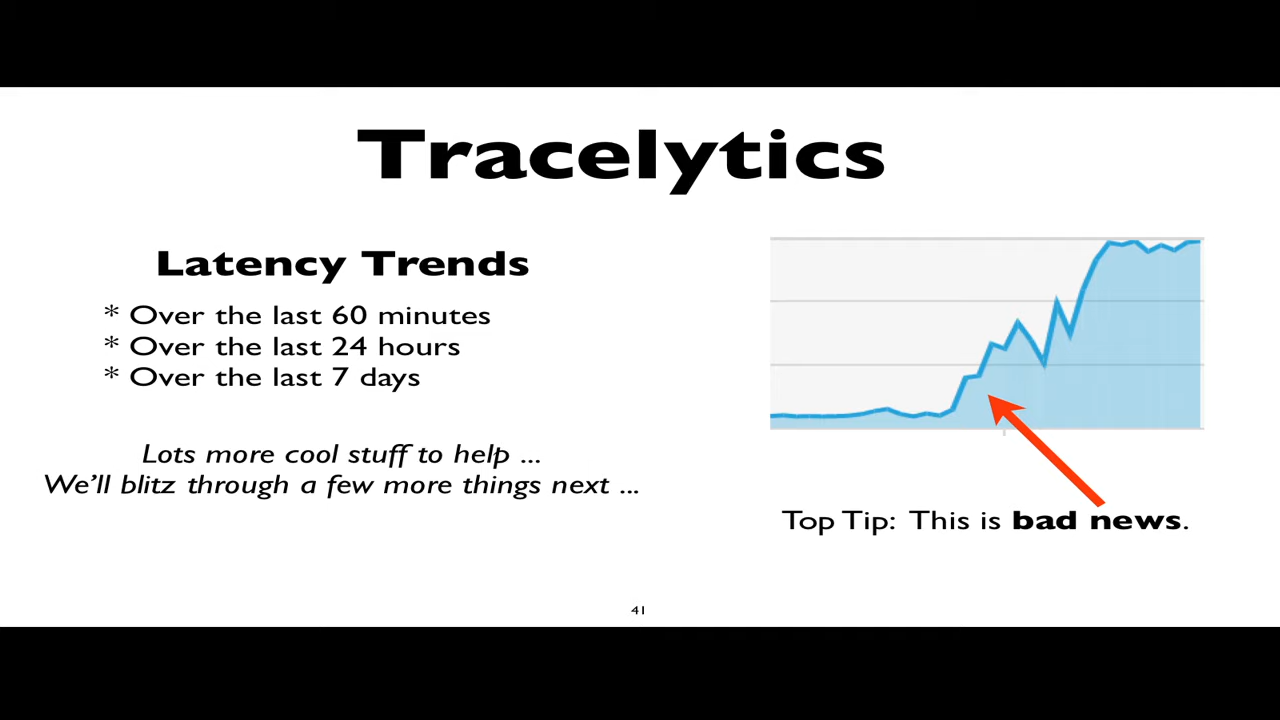 Tracelytics
Latency Trends
* Over the last 60 minutes
* Over the last 24 hours
* Over the last 7 days
Lots more cool stuff to help ...
We'll blitz through a few more things next ...
Top Tip: This is bad news.
41